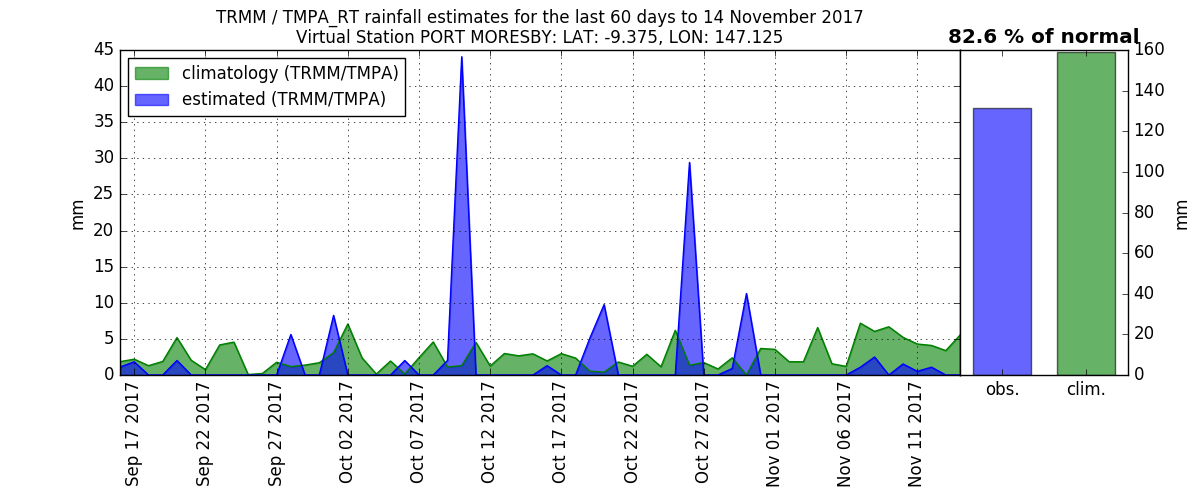 TRMM / TMPA_RT rainfall estimates for the last 60 days to 14 November 2017
Virtual Station PORT MORESBY: LAT: -9.375, LON: 147.125
82.6 % of normal
climatology (TRMM/TMPA)
estimated (TRMM/TMPA)
mm
45
40
35
30
25
20
15
10
5
0
Sep 17 2017
Sep 22 2017
Sep 27 2017
Oct 02 2017
Oct 07 2017
Oct 12 2017
Oct 17 2017
Oct 22 2017
Oct 27 2017
Nov 01 2017
Nov 06 2017
Nov 11 2017
160
140
120
100
80
60
40
20
0
mm
obs.
clim.